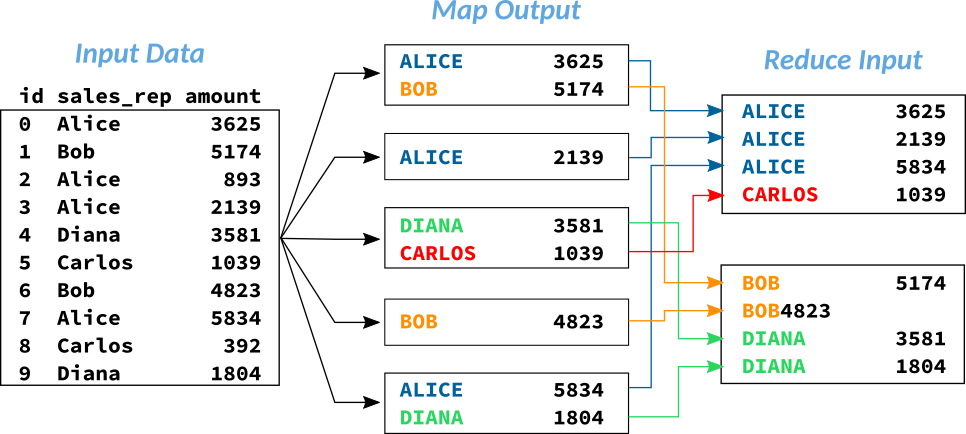 Map Output
Input Data
Reduce Input
id sales_rep amount
0 Alice 3625
1 Bob 5174
2 Alice 893
3 Alice 2139
4 Diana 3581
5 Carlos 1039
6 Bob 4823
7 Alice 5834
8 Carlos 392
9 Diana 1804
ALICE 3625
BOB 5174
ALICE 2139
DIANA 3581
CARLOS 1039
BOB 4823
ALICE 5834
DIANA 1804
ALICE 3625
ALICE 2139
ALICE 5834
CARLOS 1039
BOB 5174
BOB4823
DIANA 3581
DIANA 1804